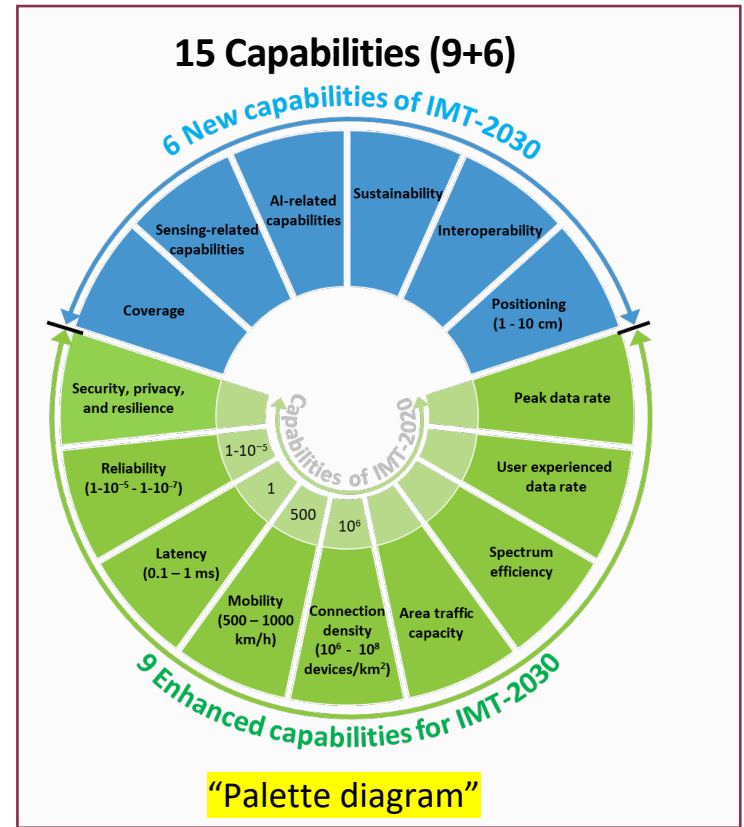 15 Capabilities (9+6)
6 New capabilities of IMT-2030
Coverage
Sensing-related
capabilities
AI-related
capabilities
Sustainability
Interoperability
Positioning
(1 - 10 cm)
Peak data rate
User experienced
data rate
Spectrum
efficiency
Area traffic
capacity
Connection
density
(10⁶ - 10⁸
devices/km²)
Mobility
(500 – 1000
km/h)
Latency
(0.1 – 1 ms)
Reliability
(1-10⁻⁵ - 1-10⁻⁷)
Security, privacy,
and resilience
Capabilities of IMT-2020
1-10⁻⁵
1
500
10⁶
9 Enhanced capabilities for IMT-2030
“Palette diagram”